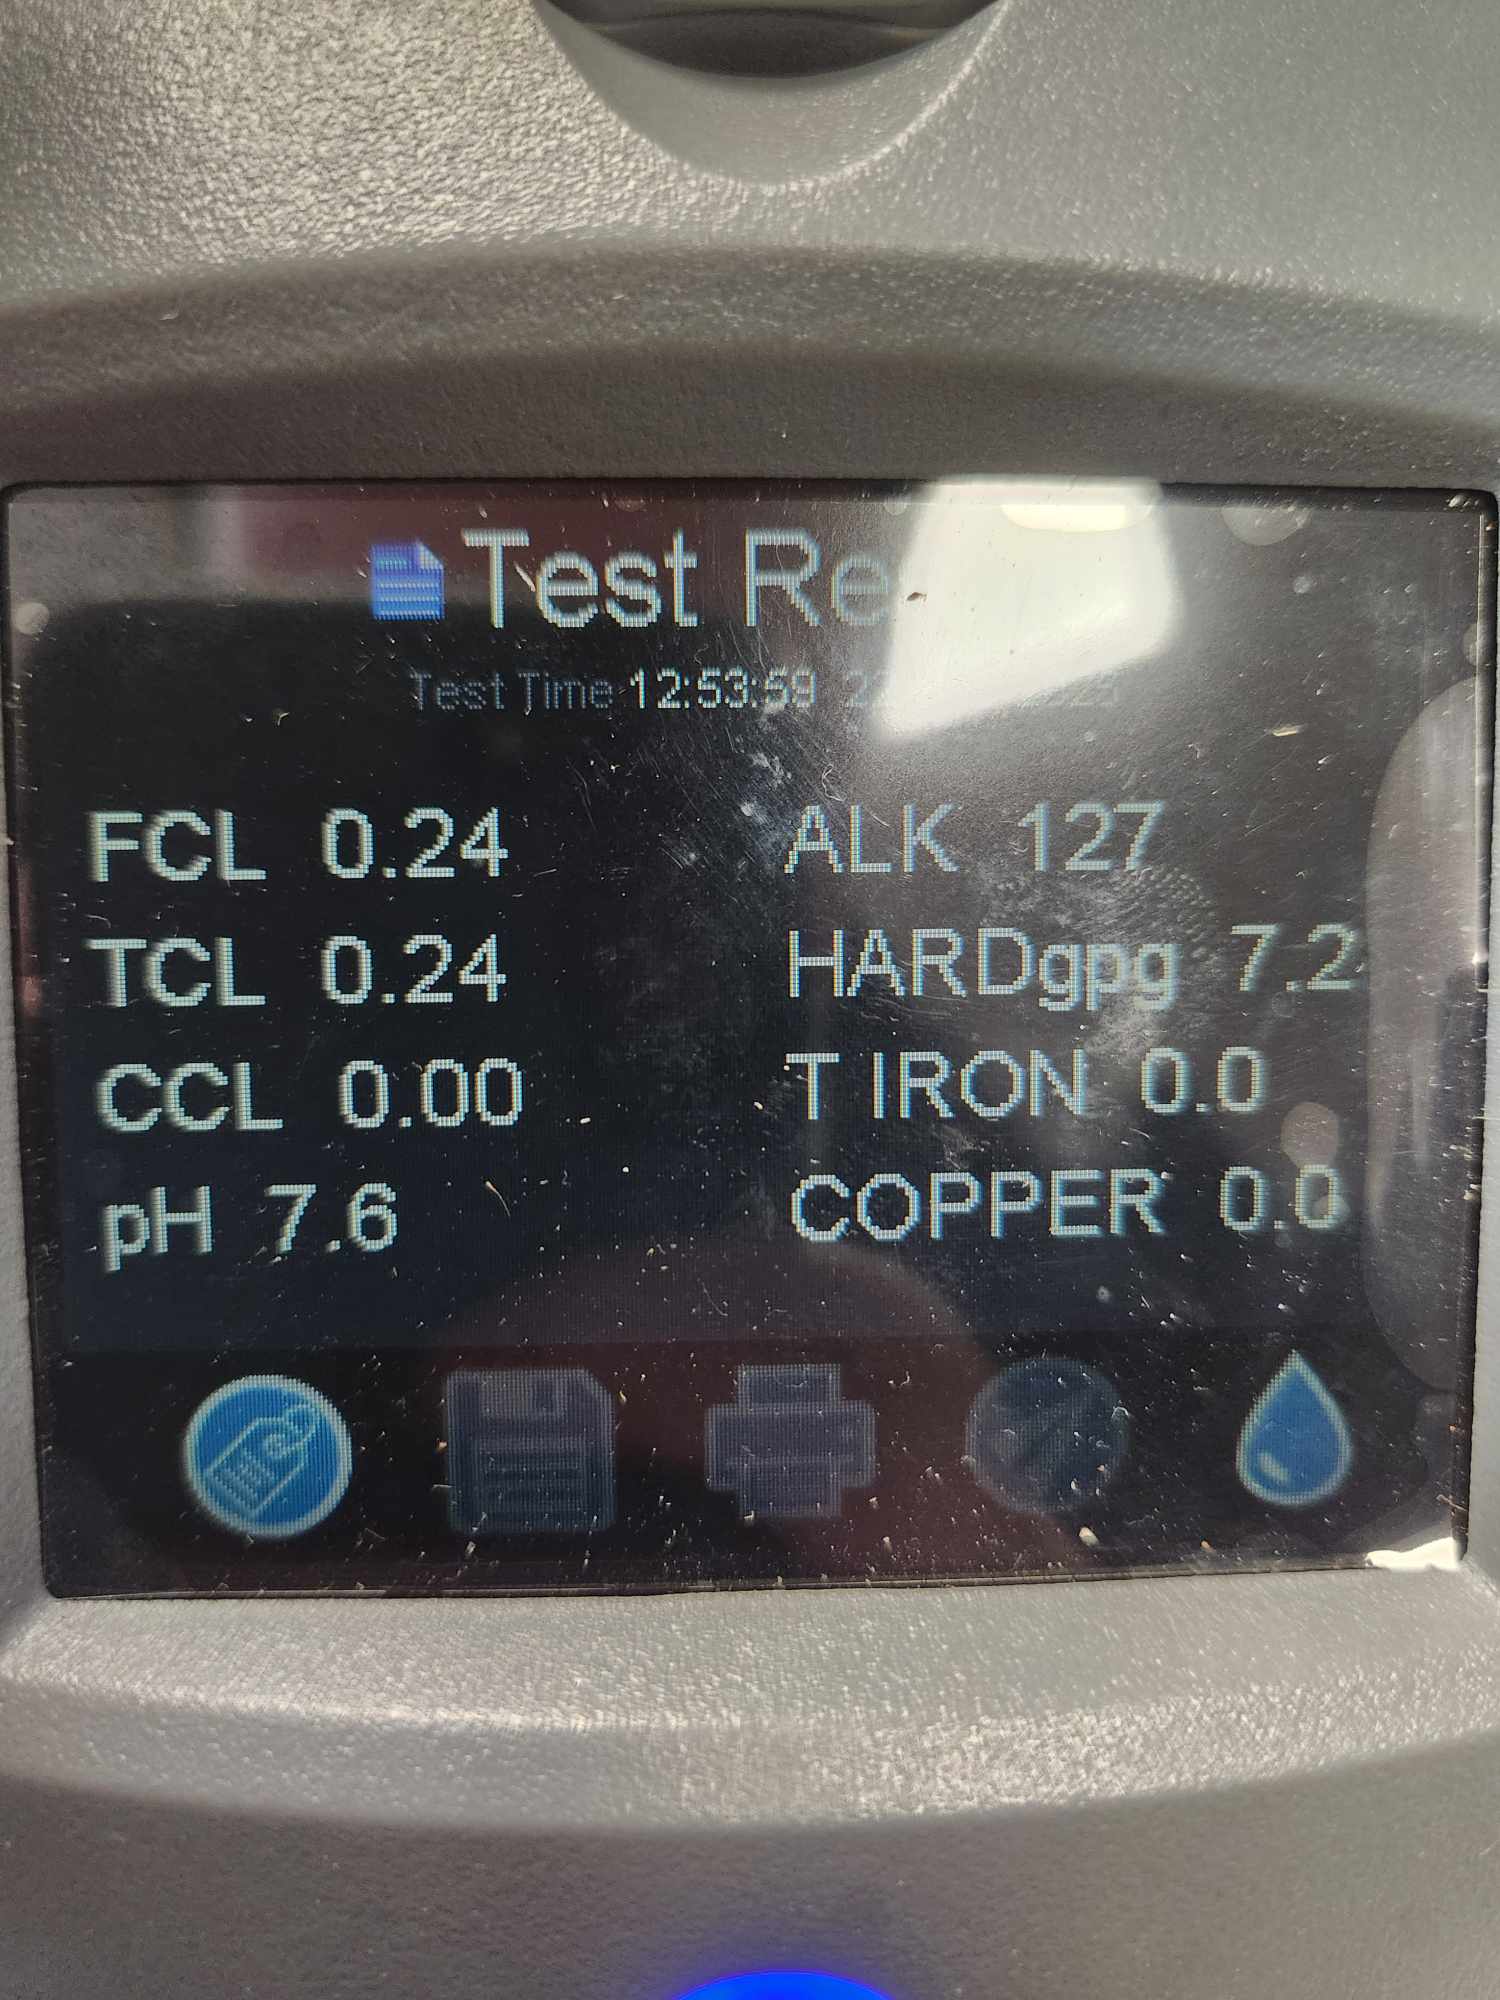 Test Re
Test Time 12:53:59
FCL 0.24
TCL 0.24
CCL 0.00
pH 7.6
ALK 127
HARDgpg 7.2
T IRON 0.0
COPPER 0.0